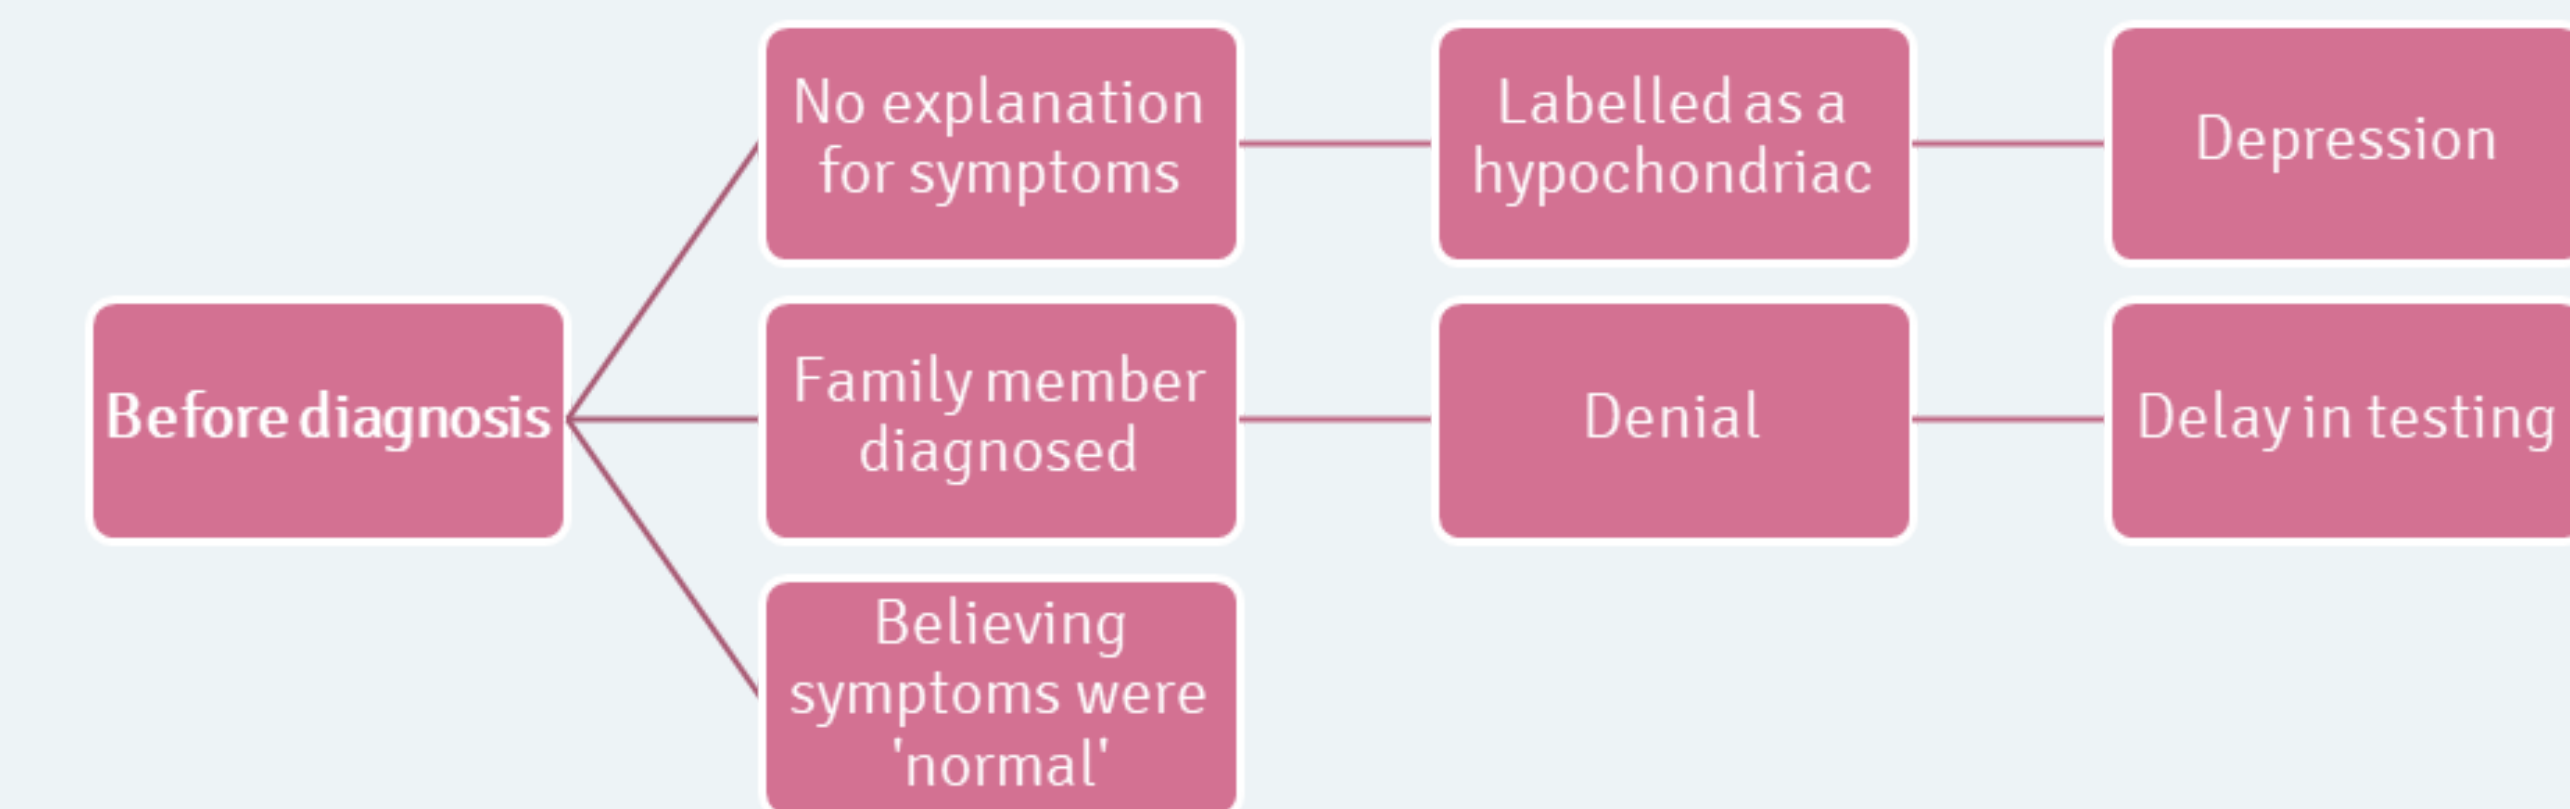 No explanation
for symptoms
Labelled as a
hypochondriac
Depression
Before diagnosis
Family member
diagnosed
Denial
Delay in testing
Believing
symptoms were
'normal'